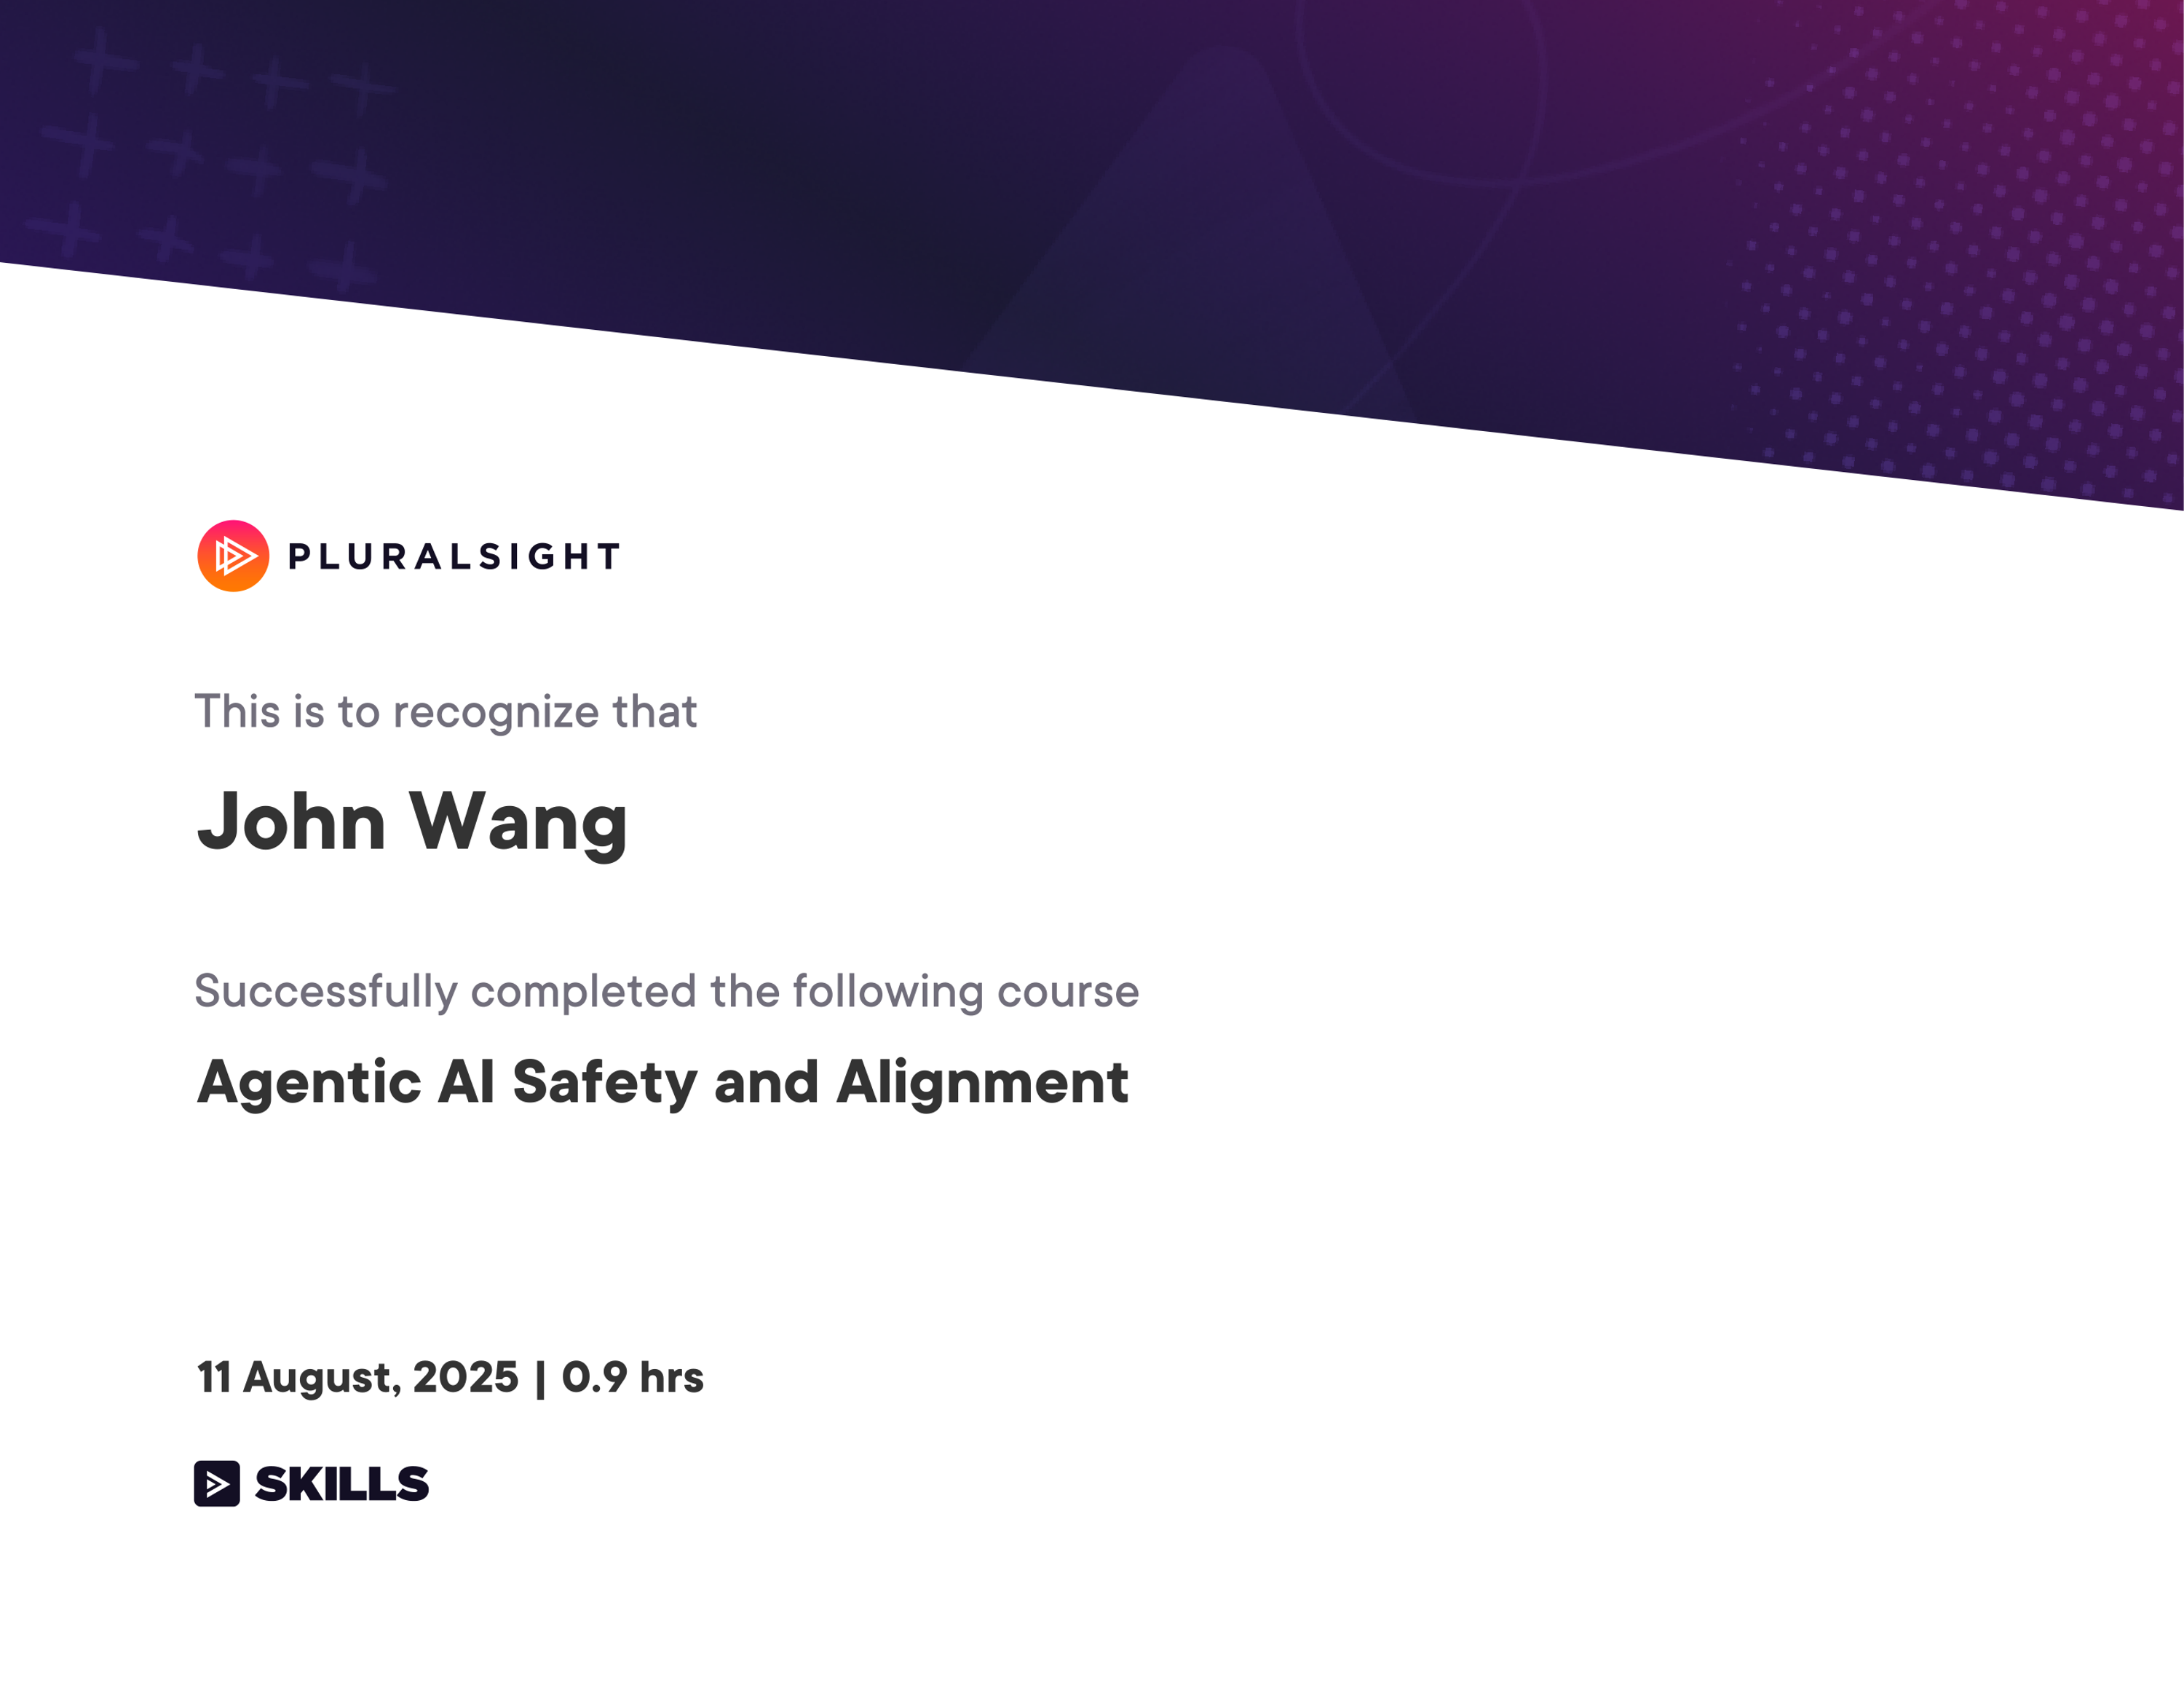 PLURALSIGHT
This is to recognize that
John Wang
Successfully completed the following course
Agentic AI Safety and Alignment
11 August, 2025 | 0.9 hrs
SKILLS